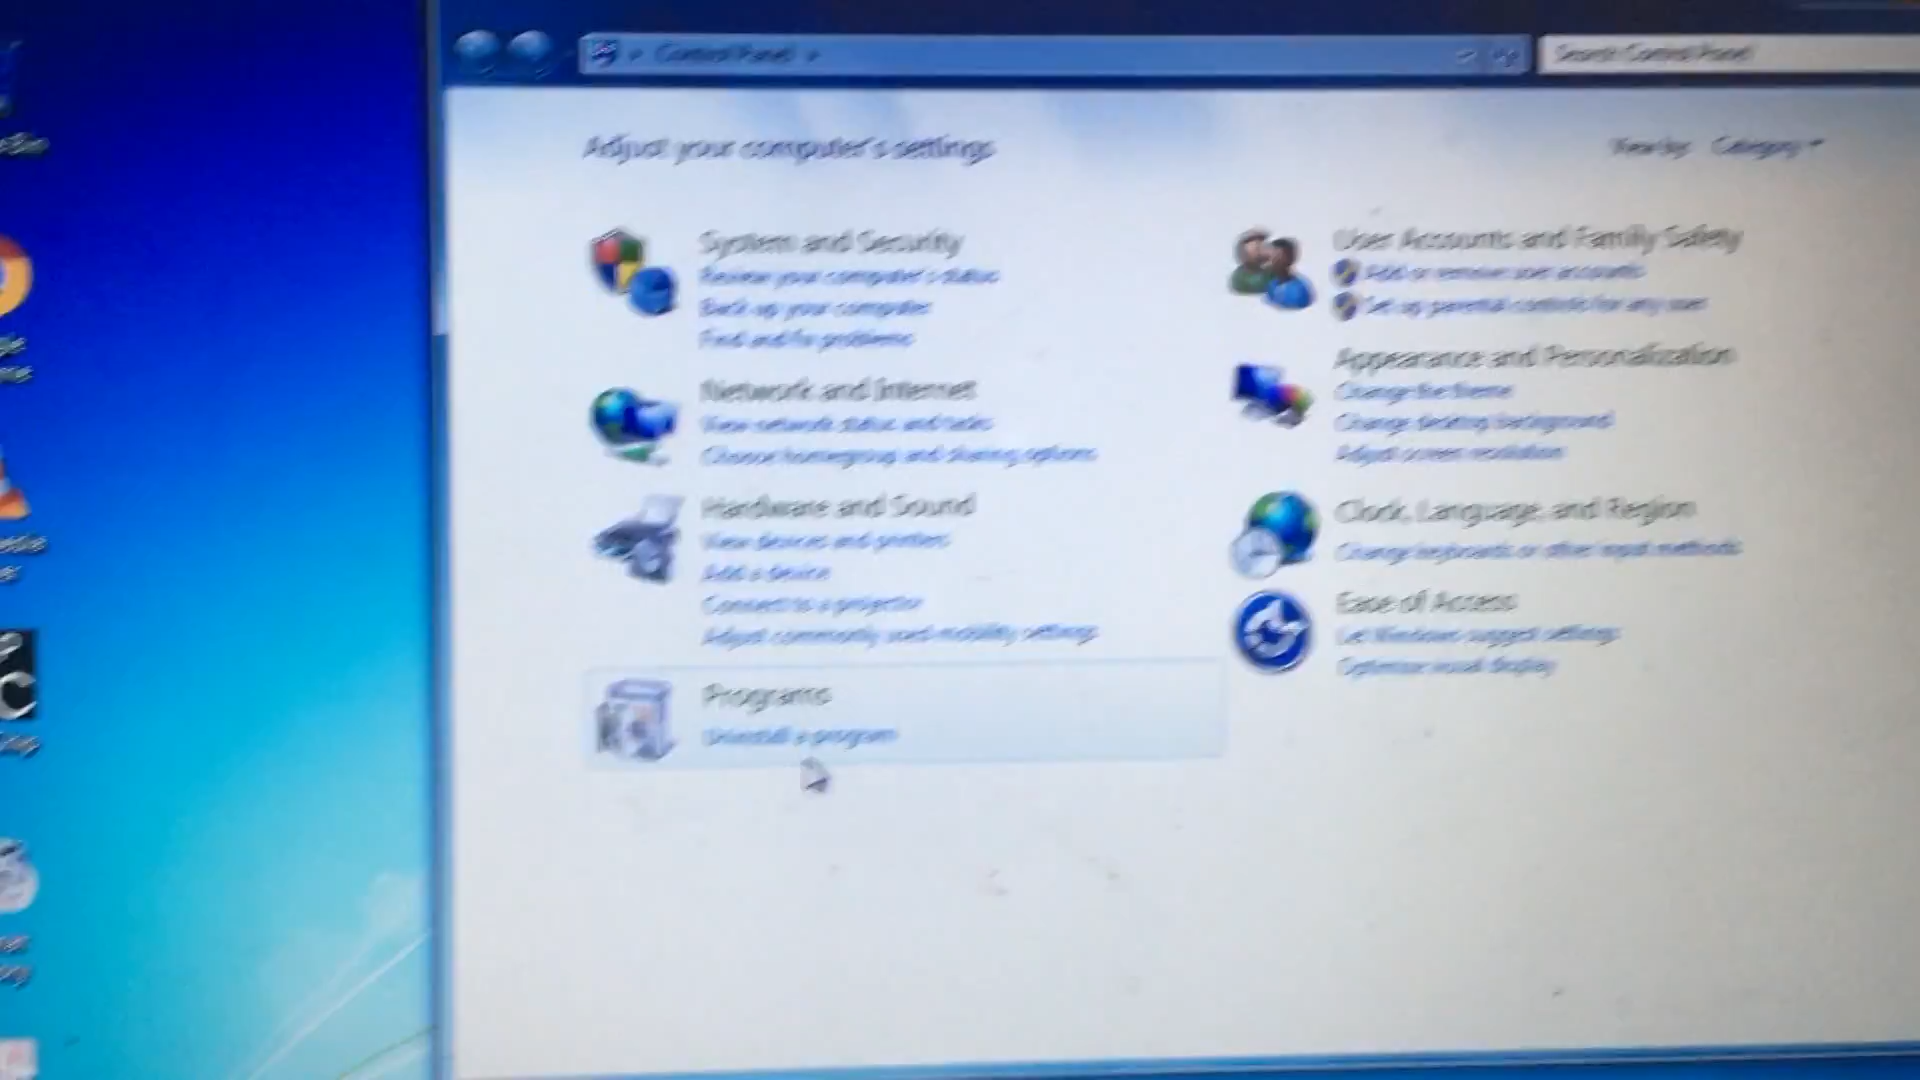 Control Panel
Search Control Panel
Adjust your computer's settings
View by: Category
System and Security
Review your computer's status
Back up your computer
Find and fix problems
Network and Internet
View network status and tasks
Choose homegroup and sharing options
Hardware and Sound
View devices and printers
Add a device
Connect to a projector
Adjust commonly used mobility settings
Programs
Uninstall a program
User Accounts and Family Safety
Add or remove user accounts
Set up parental controls for any user
Appearance and Personalization
Change the theme
Change desktop background
Adjust screen resolution
Clock, Language, and Region
Change keyboards or other input methods
Ease of Access
Let Windows suggest settings
Optimize visual display